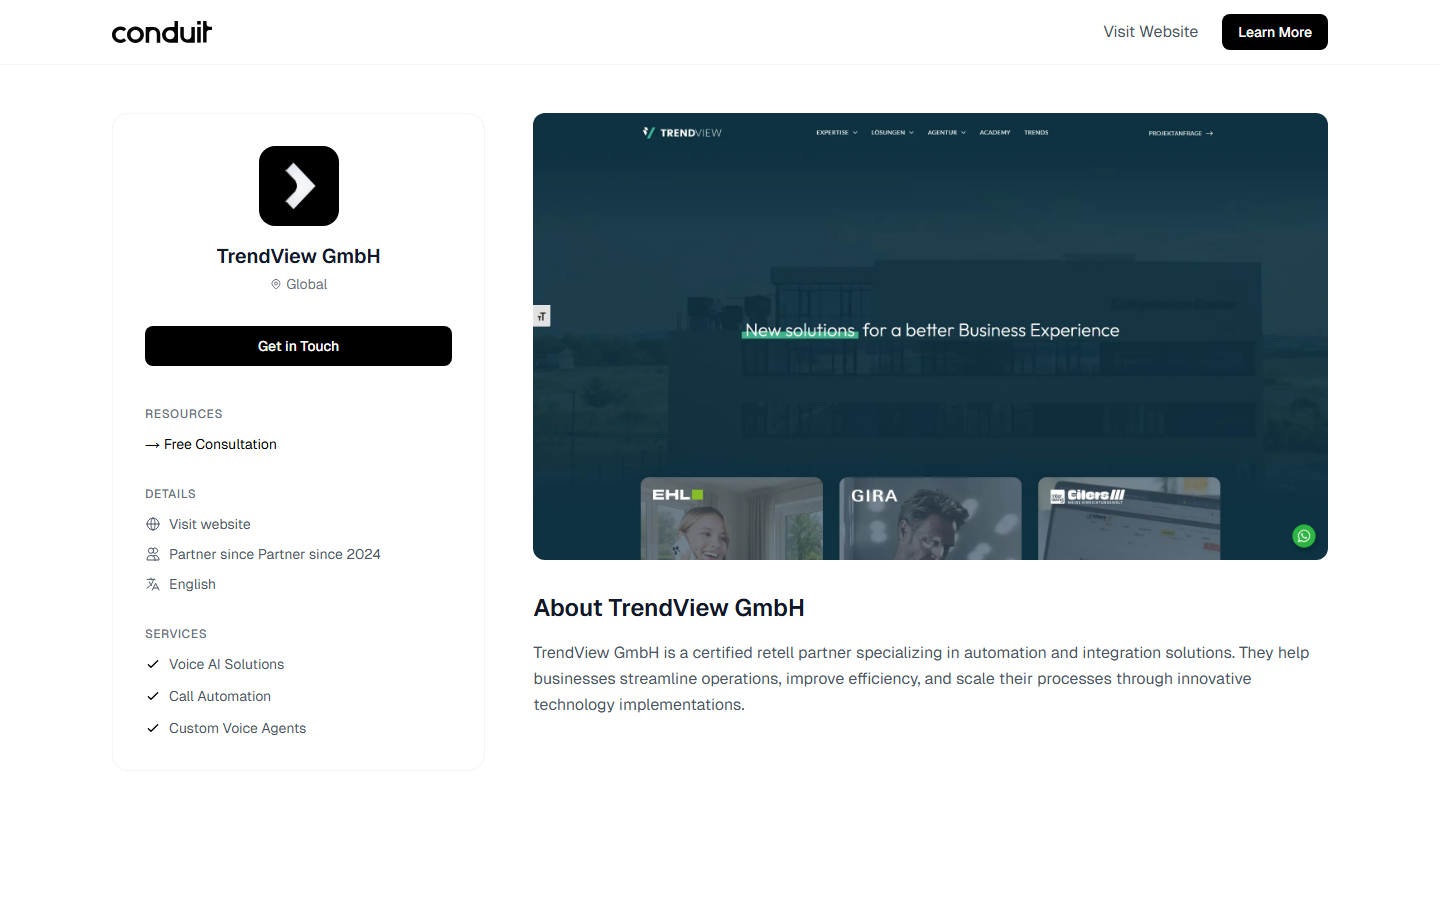 conduit
Visit Website
Learn More
TrendView GmbH
Global
Get in Touch
RESOURCES
→ Free Consultation
DETAILS
Visit website
Partner since Partner since 2024
English
SERVICES
Voice AI Solutions
Call Automation
Custom Voice Agents
TRENDVIEW
EXPERTISE
LÖSUNGEN
AGENTUR
ACADEMY
TRENDS
PROJEKTANFRAGE →
New solutions for a better Business Experience
EHL
GIRA
Eilers
About TrendView GmbH
TrendView GmbH is a certified retell partner specializing in automation and integration solutions. They help
businesses streamline operations, improve efficiency, and scale their processes through innovative
technology implementations.